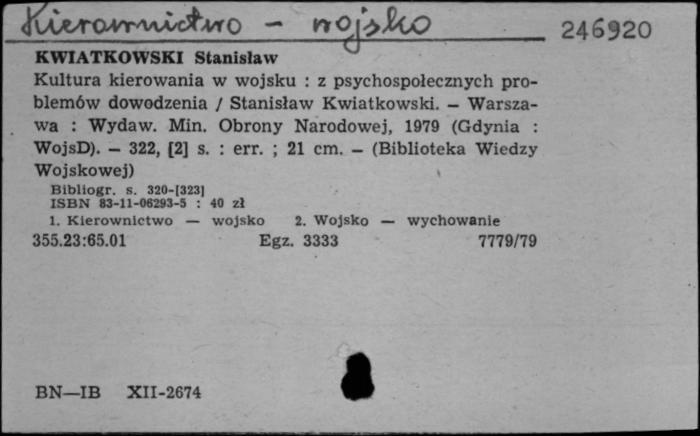 Kierownictwo - wojsko 246920
KWIATKOWSKI Stanisław
Kultura kierowania w wojsku : z psychospołecznych pro-
blemów dowodzenia / Stanisław Kwiatkowski. — Warsza-
wa : Wydaw. Min. Obrony Narodowej, 1979 (Gdynia :
WojsD). — 322, [2] s. : err. ; 21 cm. — (Biblioteka Wiedzy
Wojskowej)
Bibliogr. s. 320-[323]
ISBN 83-11-06293-5 : 40 zł
1. Kierownictwo — wojsko 2. Wojsko — wychowanie
355.23:65.01 Egz. 3333 7779/79
BN—IB XII-2674